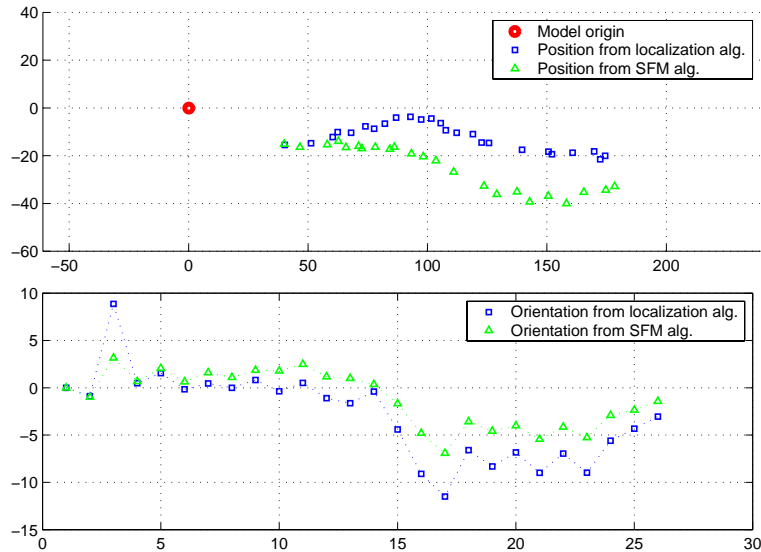 40
Model origin
Position from localization alg.
Position from SFM alg.
20
0
−20
−40
−60
−50 0 50 100 150 200
10
Orientation from localization alg.
Orientation from SFM alg.
5
0
−5
−10
−15
0 5 10 15 20 25 30